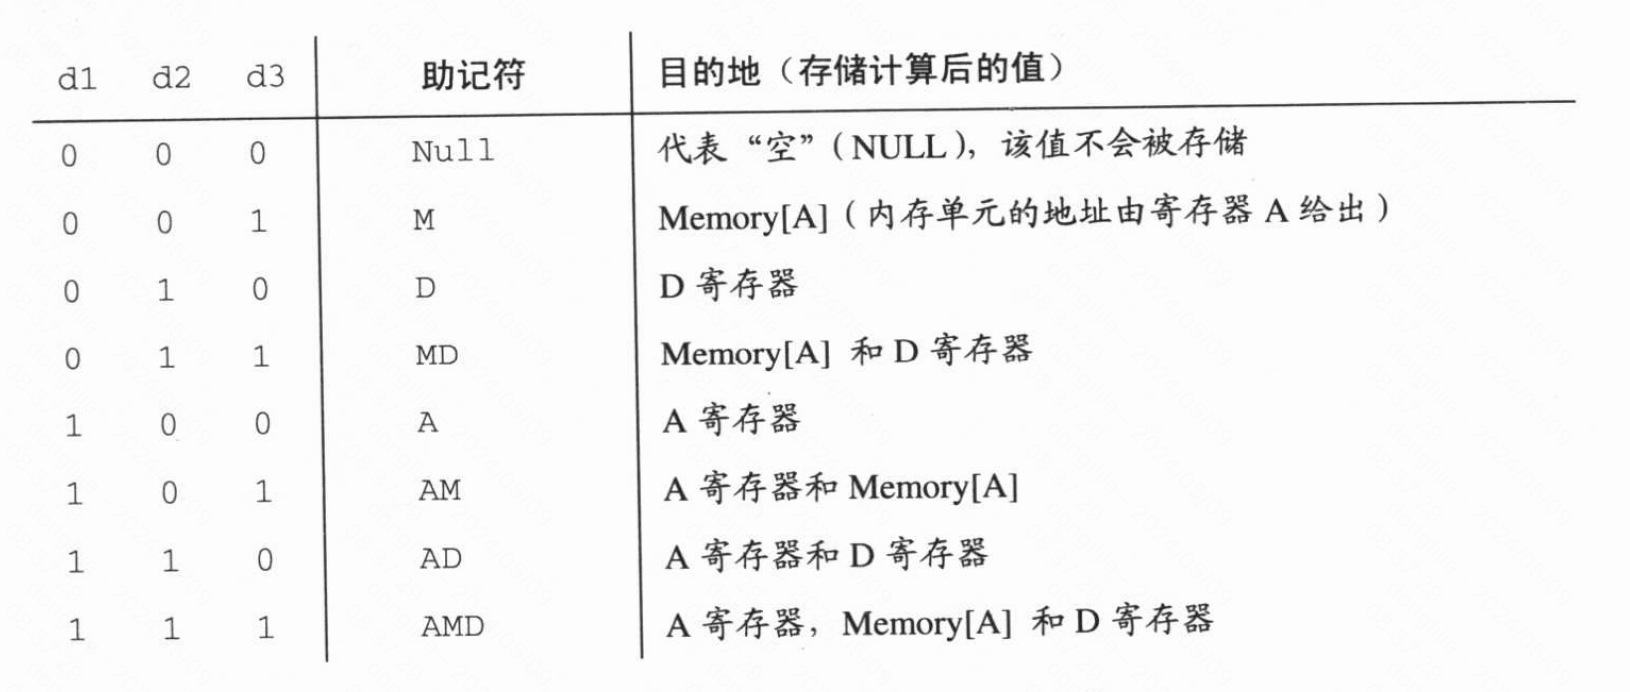 d1 d2 d3 助记符 目的地（存储计算后的值）
0 0 0 Null 代表“空”（NULL），该值不会被存储
0 0 1 M Memory[A]（内存单元的地址由寄存器 A 给出）
0 1 0 D D 寄存器
0 1 1 MD Memory[A] 和 D 寄存器
1 0 0 A A 寄存器
1 0 1 AM A 寄存器和 Memory[A]
1 1 0 AD A 寄存器和 D 寄存器
1 1 1 AMD A 寄存器，Memory[A] 和 D 寄存器